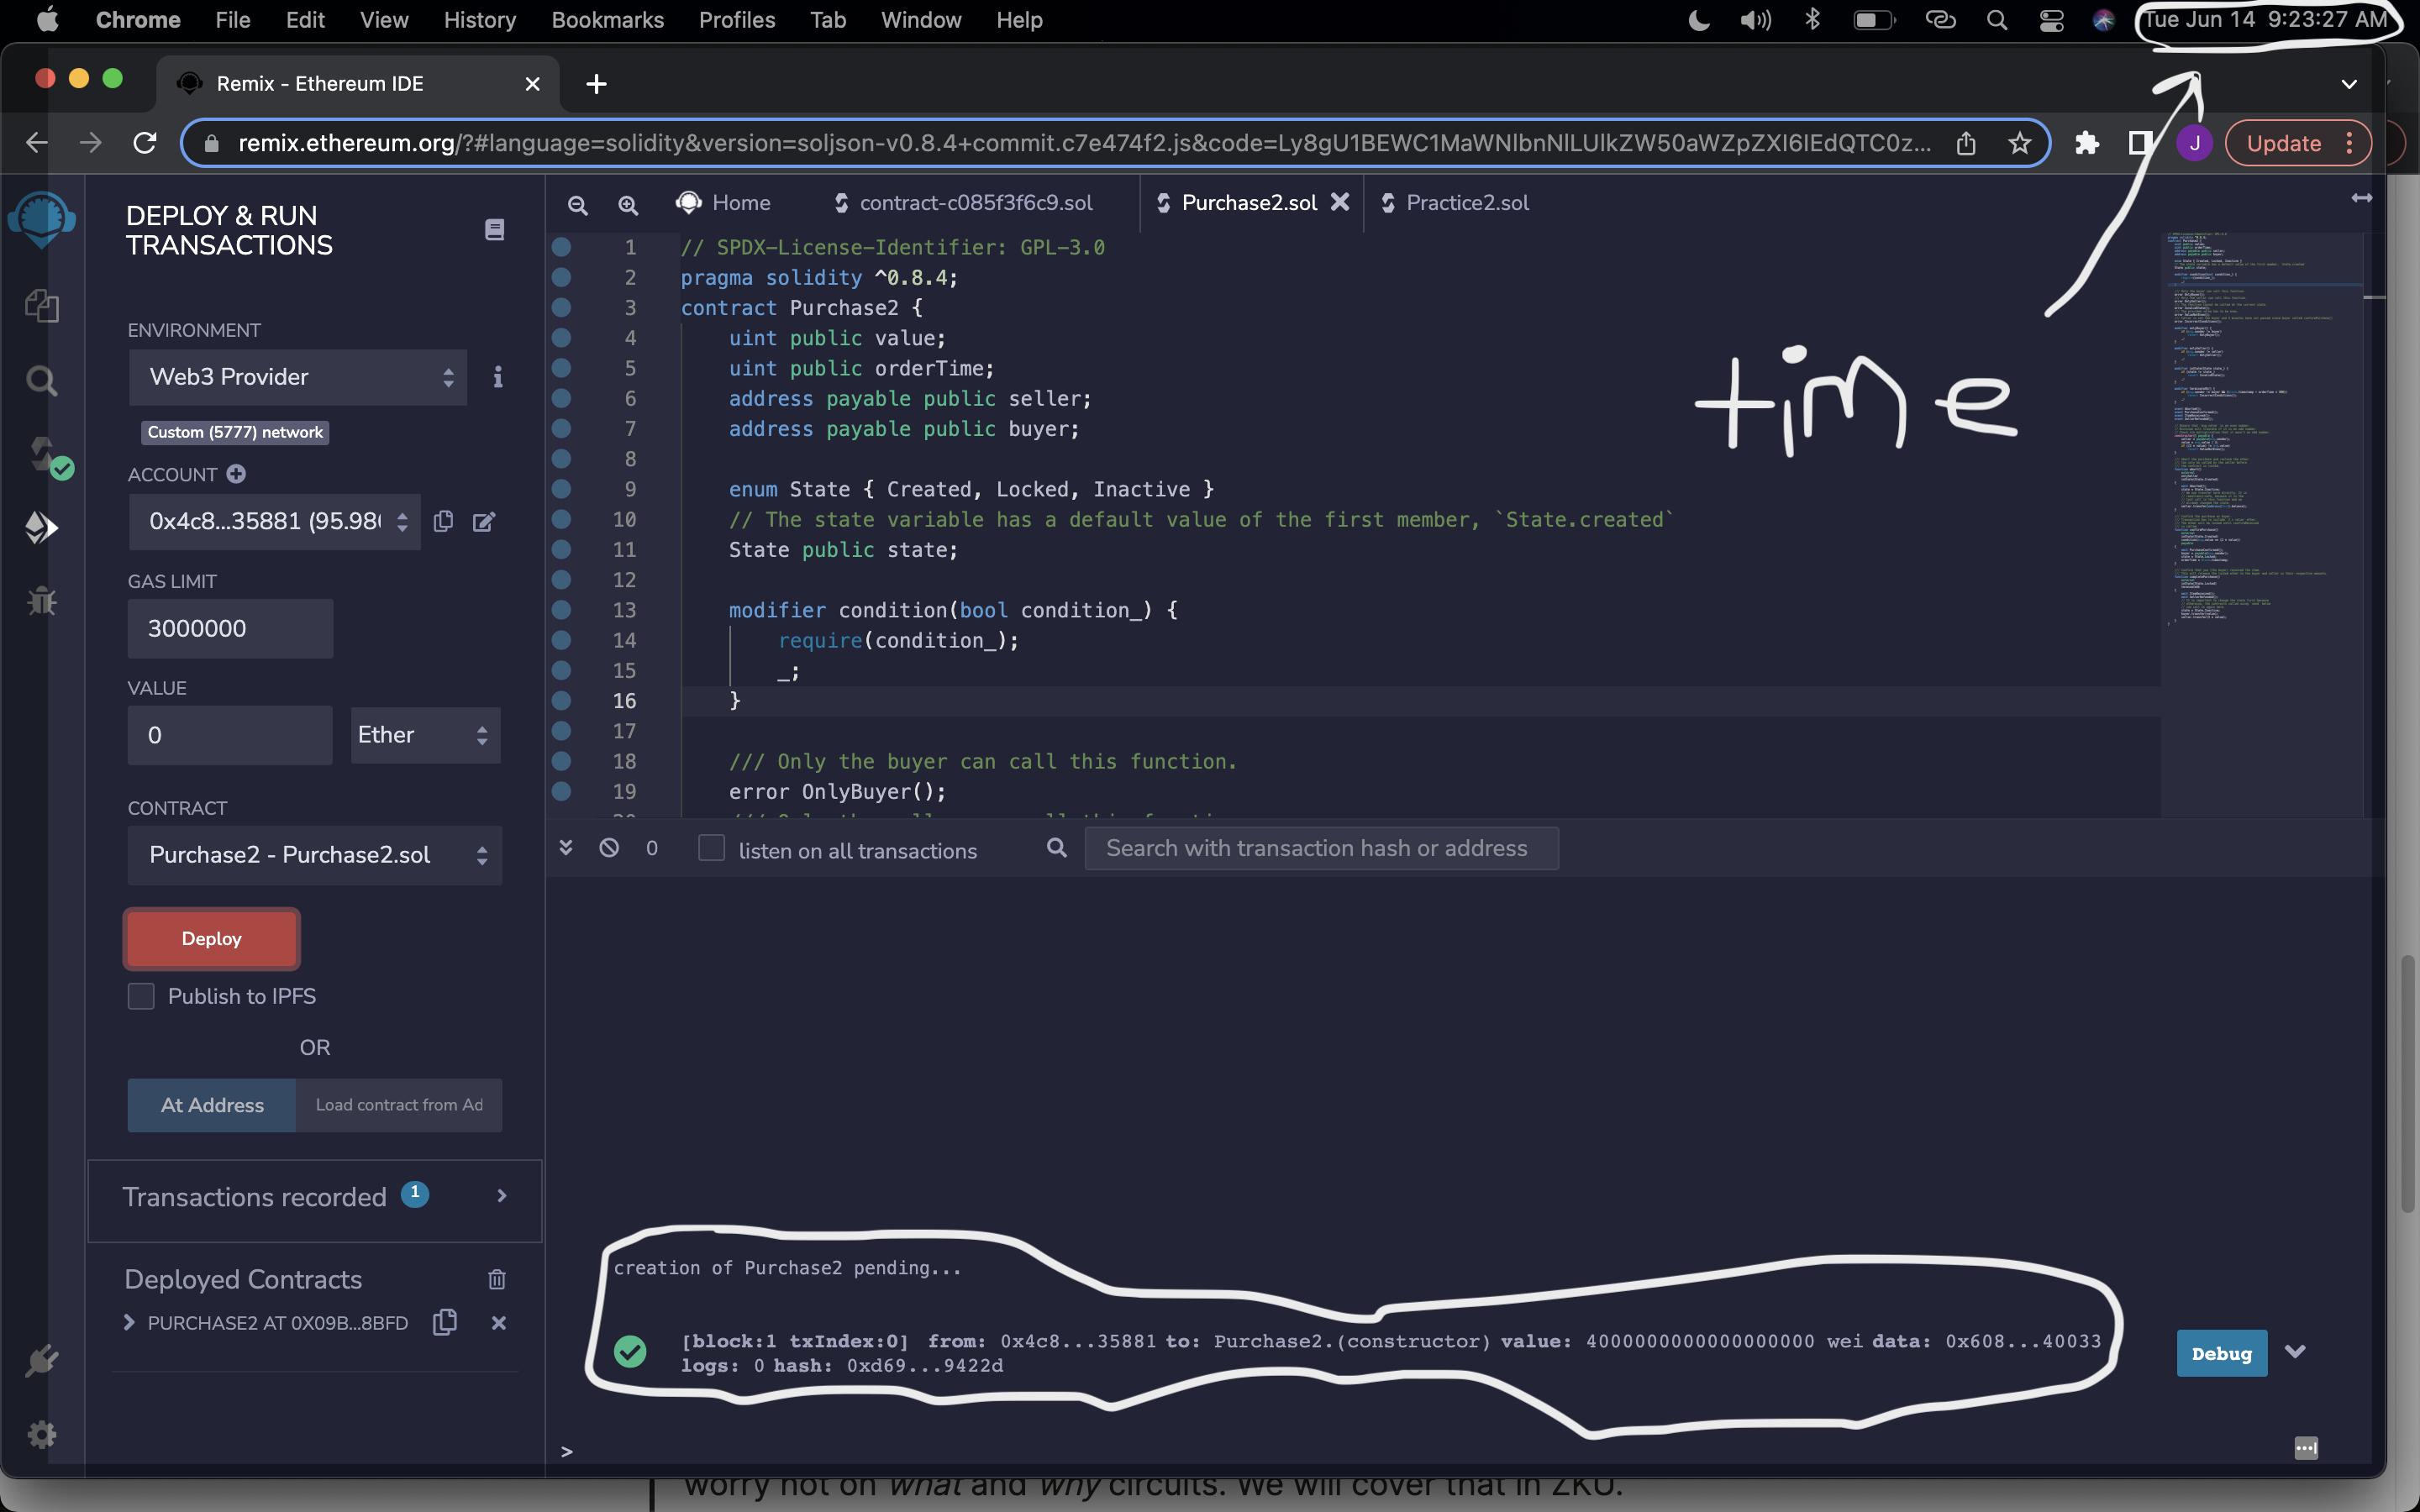 Chrome File Edit View History Bookmarks Profiles Tab Window Help Tue Jun 14 9:23:27 AM
Remix - Ethereum IDE
remix.ethereum.org/?#language=solidity&version=soljson-v0.8.4+commit.c7e474f2.js&code=Ly8gU1BEWC1MaWNlbnNlLUlkZW50aWZpZXI6IEdQTC0z... J Update
DEPLOY & RUN
TRANSACTIONS
ENVIRONMENT
Web3 Provider
Custom (5777) network
ACCOUNT
0x4c8...35881 (95.98
GAS LIMIT
3000000
VALUE
0 Ether
CONTRACT
Purchase2 - Purchase2.sol
Deploy
Publish to IPFS
OR
At Address Load contract from Ad
Transactions recorded 1
Deployed Contracts
PURCHASE2 AT 0X09B...8BFD
Home contract-c085f3f6c9.sol Purchase2.sol Practice2.sol
1 // SPDX-License-Identifier: GPL-3.0
2 pragma solidity ^0.8.4;
3 contract Purchase2 {
4 uint public value;
5 uint public orderTime;
6 address payable public seller;
7 address payable public buyer;
8
9 enum State { Created, Locked, Inactive }
10 // The state variable has a default value of the first member, `State.created`
11 State public state;
12
13 modifier condition(bool condition_) {
14 require(condition_);
15 _;
16 }
17
18 /// Only the buyer can call this function.
19 error OnlyBuyer();
time
0 listen on all transactions Search with transaction hash or address
creation of Purchase2 pending...
[block:1 txIndex:0] from: 0x4c8...35881 to: Purchase2.(constructor) value: 4000000000000000000 wei data: 0x608...40033
logs: 0 hash: 0xd69...9422d
Debug
>
worry not on what and why circuits. We will cover that in ZKU.